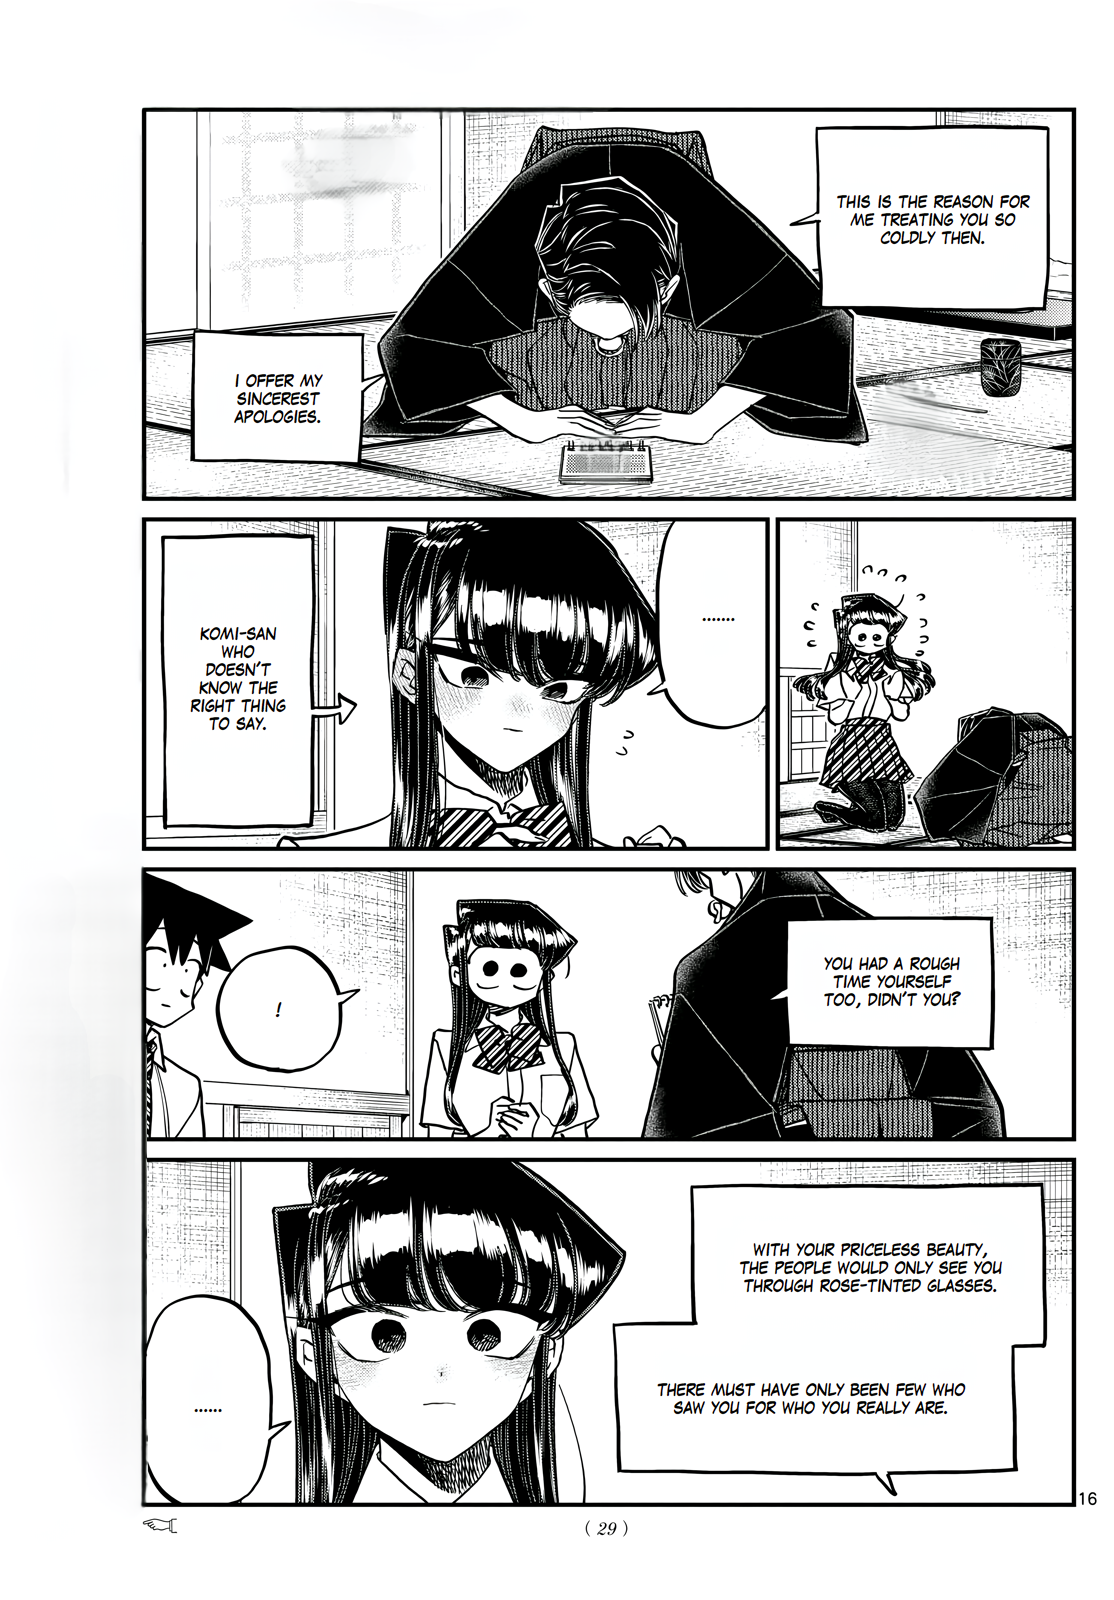 THIS IS THE REASON FOR
ME TREATING YOU SO
COLDLY THEN.
I OFFER MY
SINCEREST
APOLOGIES.
.......
KOMI-SAN
WHO
DOESN'T
KNOW THE
RIGHT THING
TO SAY.
YOU HAD A ROUGH
TIME YOURSELF
TOO, DIDN'T YOU?
!
WITH YOUR PRICELESS BEAUTY,
THE PEOPLE WOULD ONLY SEE YOU
THROUGH ROSE-TINTED GLASSES.
THERE MUST HAVE ONLY BEEN FEW WHO
SAW YOU FOR WHO YOU REALLY ARE.
......
16
( 29 )